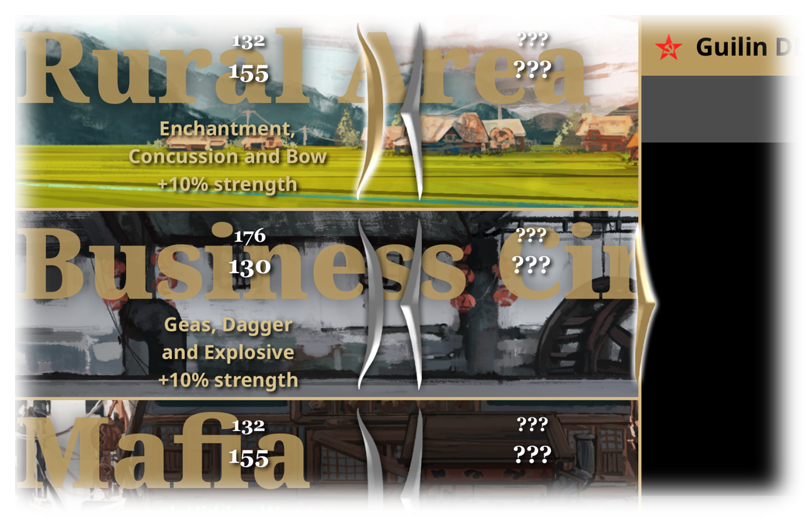 Rural Area
132
???
155
???
Enchantment,
Concussion and Bow
+10% strength
Guilin D
Business Cir
176
???
130
???
Geas, Dagger
and Explosive
+10% strength
Mafia
132
???
155
???